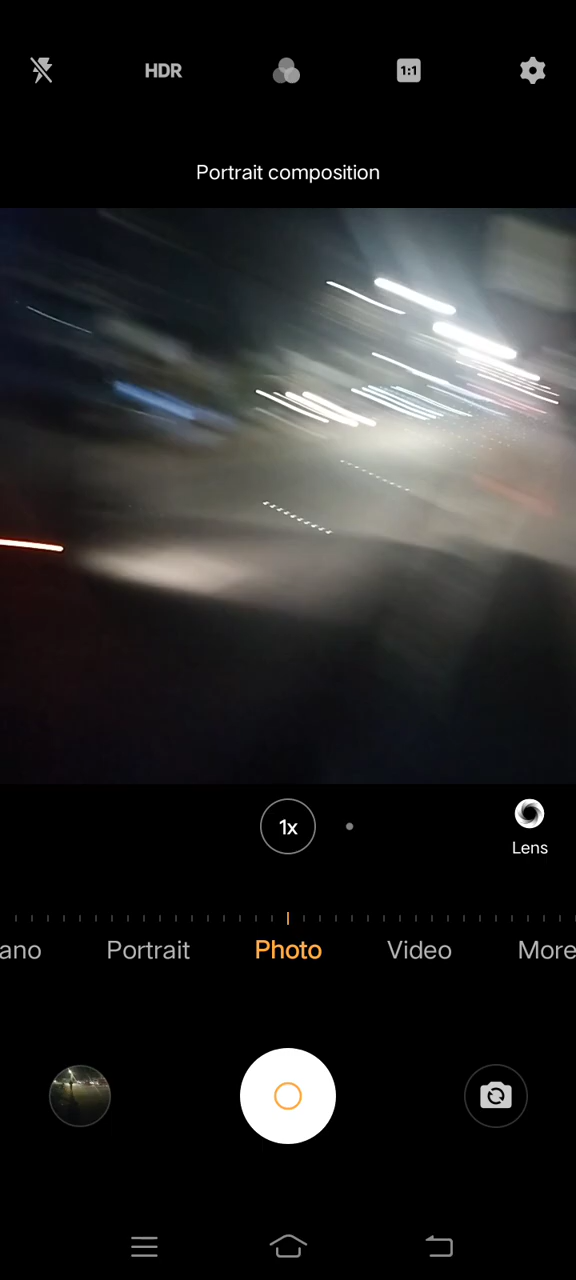 HDR
1:1
Portrait composition
1x
Lens
ano
Portrait
Photo
Video
More